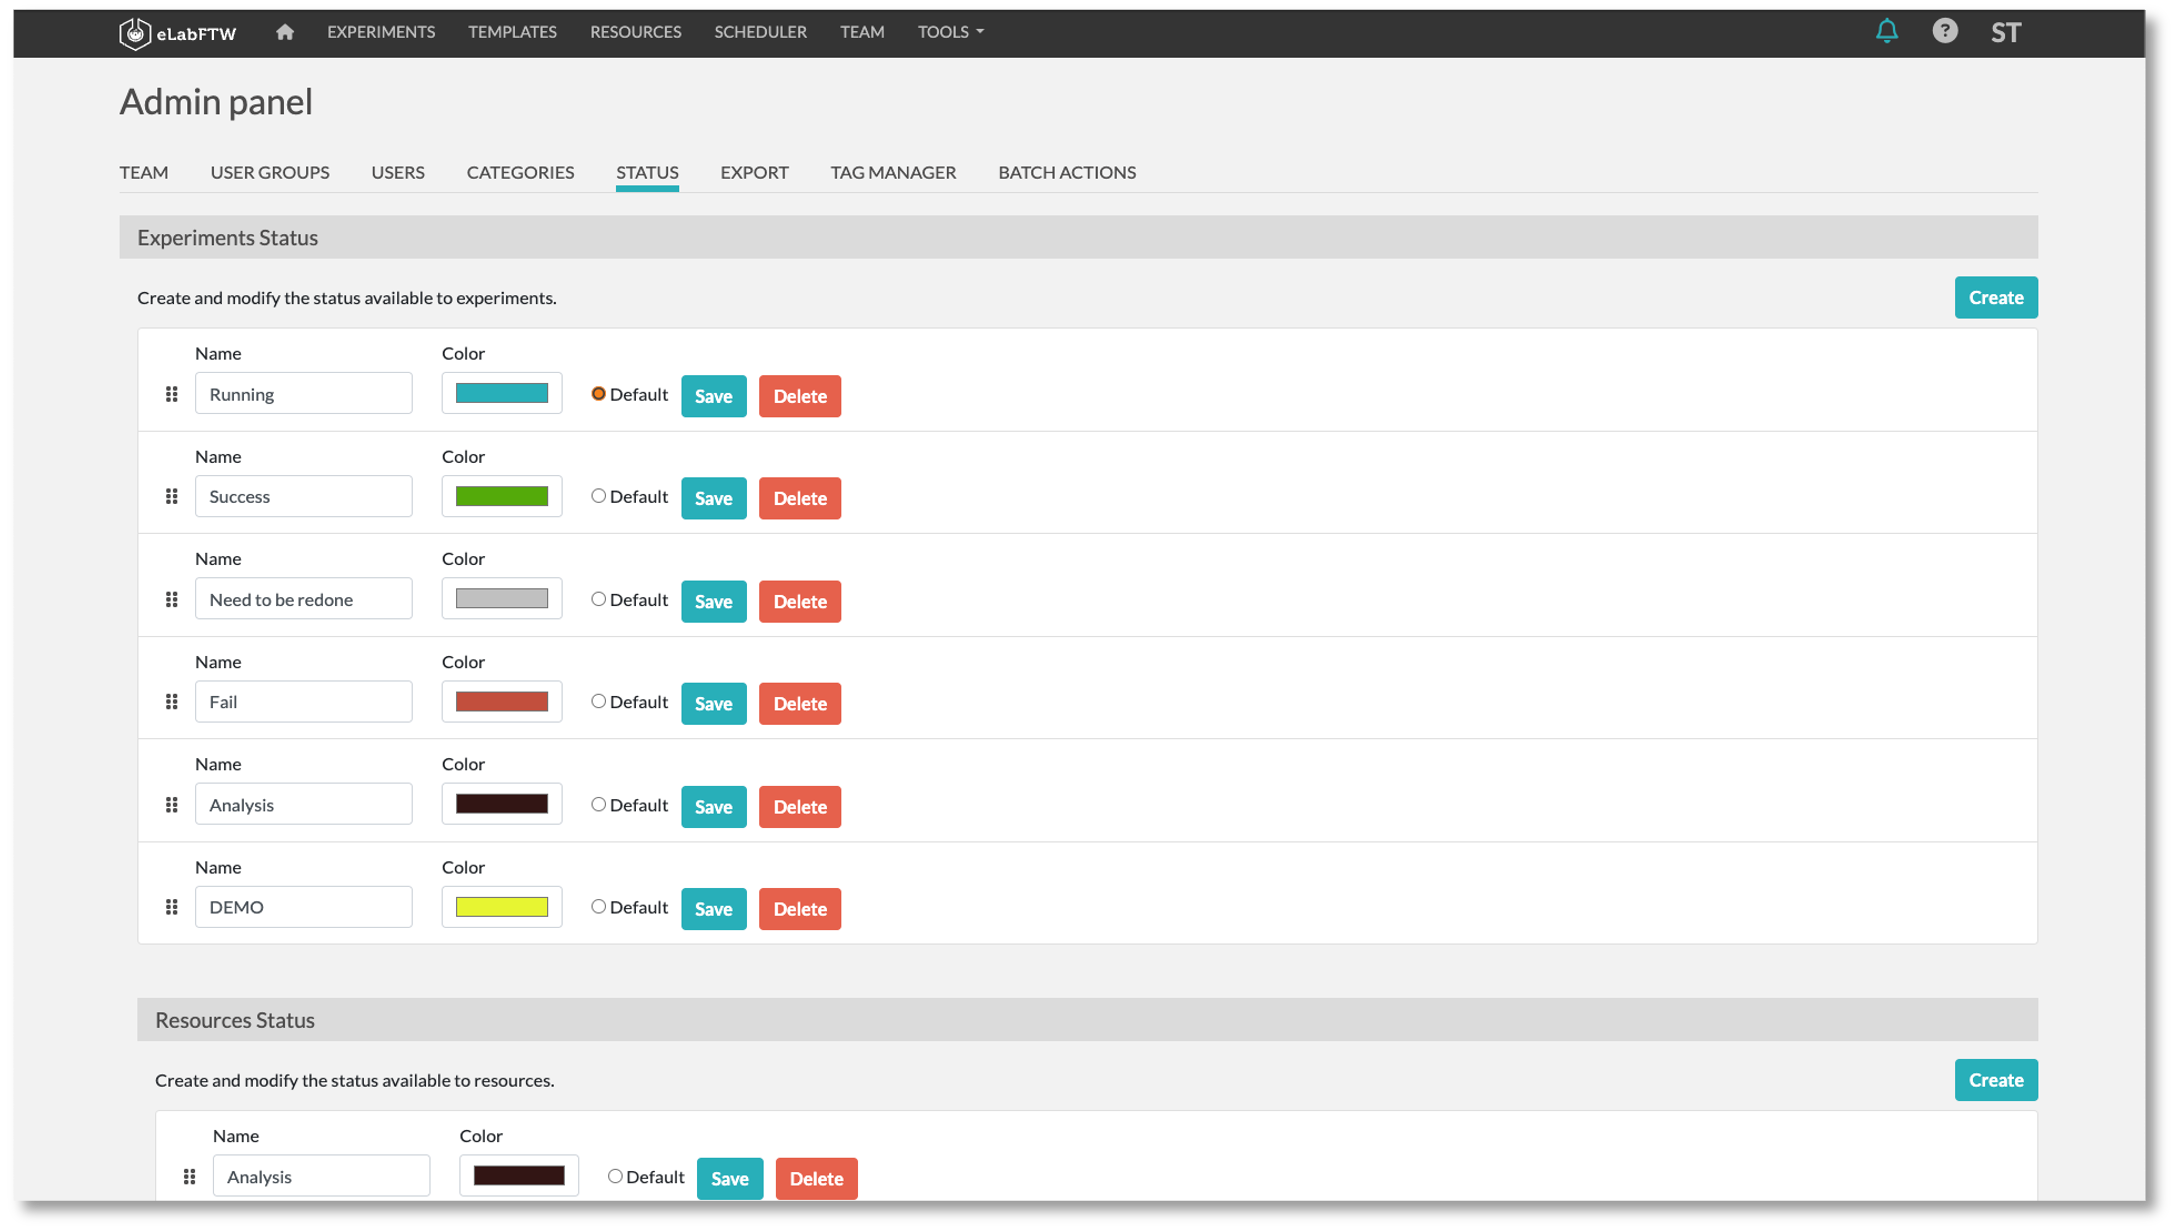 eLabFTW EXPERIMENTS TEMPLATES RESOURCES SCHEDULER TEAM TOOLS ? ST
Admin panel
TEAM USER GROUPS USERS CATEGORIES STATUS EXPORT TAG MANAGER BATCH ACTIONS
Experiments Status
Create and modify the status available to experiments. Create
Name Color
Running Default Save Delete
Name Color
Success Default Save Delete
Name Color
Need to be redone Default Save Delete
Name Color
Fail Default Save Delete
Name Color
Analysis Default Save Delete
Name Color
DEMO Default Save Delete
Resources Status
Create and modify the status available to resources. Create
Name Color
Analysis Default Save Delete